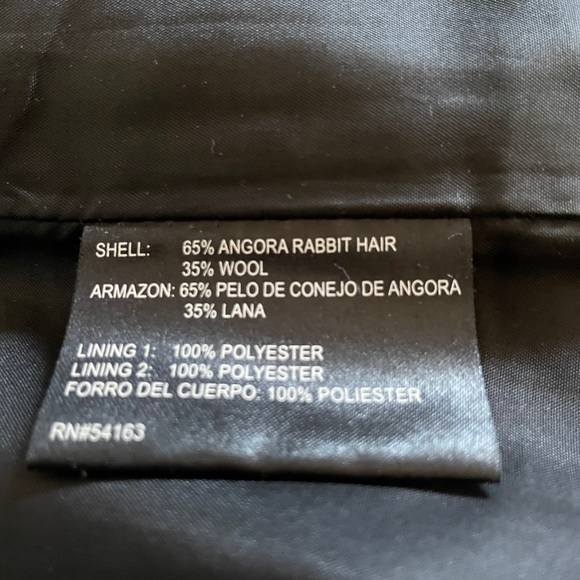 SHELL: 65% ANGORA RABBIT HAIR
35% WOOL
ARMAZON: 65% PELO DE CONEJO DE ANGORA
35% LANA
LINING 1: 100% POLYESTER
LINING 2: 100% POLYESTER
FORRO DEL CUERPO: 100% POLIESTER
RN#54163